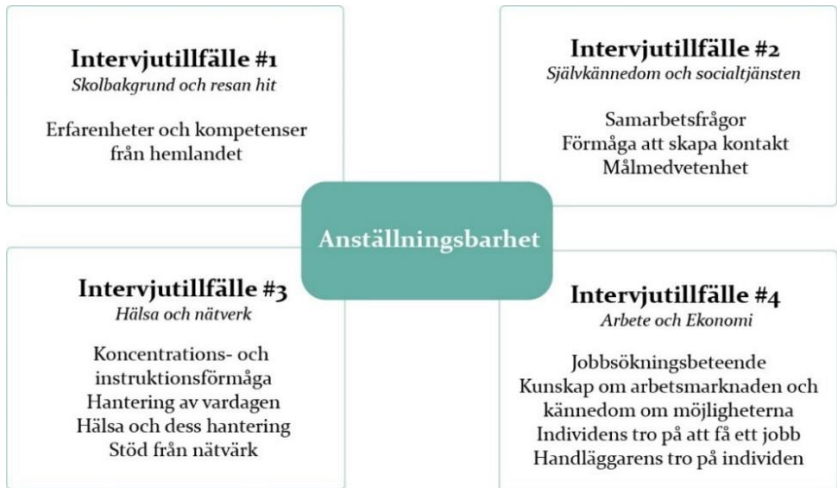 Intervjutillfälle #1
Skolbakgrund och resan hit
Erfarenheter och kompetenser
från hemlandet
Intervjutillfälle #2
Självkännedom och socialtjänsten
Samarbetsfrågor
Förmåga att skapa kontakt
Målmedvetenhet
Anställningsbarhet
Intervjutillfälle #3
Hälsa och nätverk
Koncentrations- och
instruktionsförmåga
Hantering av vardagen
Hälsa och dess hantering
Stöd från nätvärk
Intervjutillfälle #4
Arbete och Ekonomi
Jobbsökningsbeteende
Kunskap om arbetsmarknaden och
kännedom om möjligheterna
Individens tro på att få ett jobb
Handläggarens tro på individen